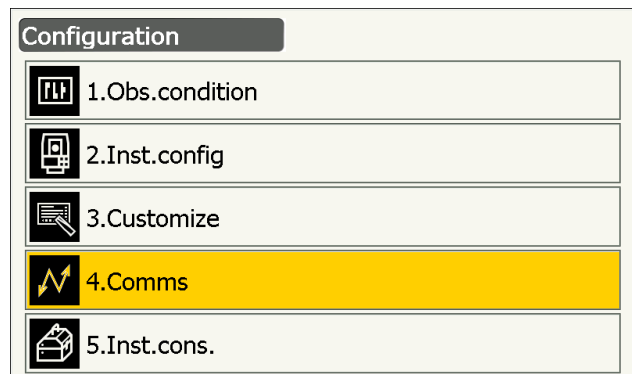 Configuration
1.Obs.condition
2.Inst.config
3.Customize
4.Comms
5.Inst.cons.